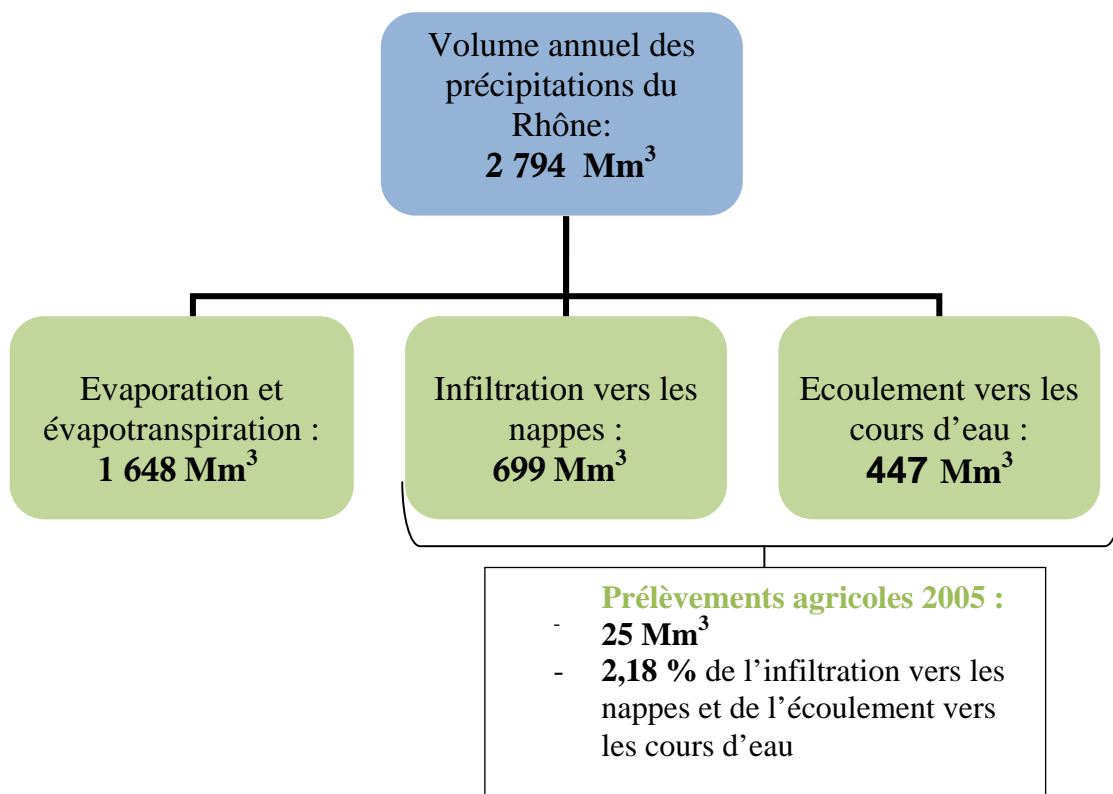 Volume annuel des
précipitations du
Rhône:
2 794 Mm³
Evaporation et
évapotranspiration :
1 648 Mm³
Infiltration vers les
nappes :
699 Mm³
Ecoulement vers les
cours d’eau :
447 Mm³
Prélèvements agricoles 2005 :
- 25 Mm³
- 2,18 % de l’infiltration vers les
nappes et de l’écoulement vers
les cours d’eau